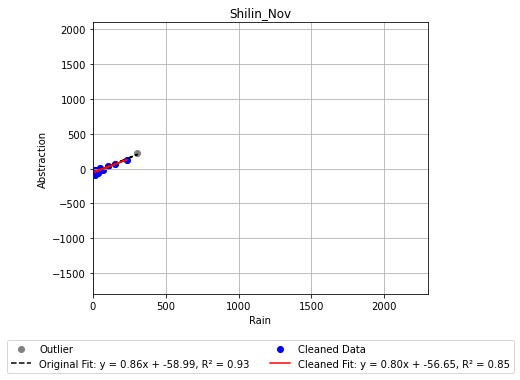 Shilin_Nov
2000
1500
1000
500
0
−500
−1000
−1500
Abstraction
0 500 1000 1500 2000
Rain
Outlier Cleaned Data
Original Fit: y = 0.86x + -58.99, R² = 0.93 Cleaned Fit: y = 0.80x + -56.65, R² = 0.85